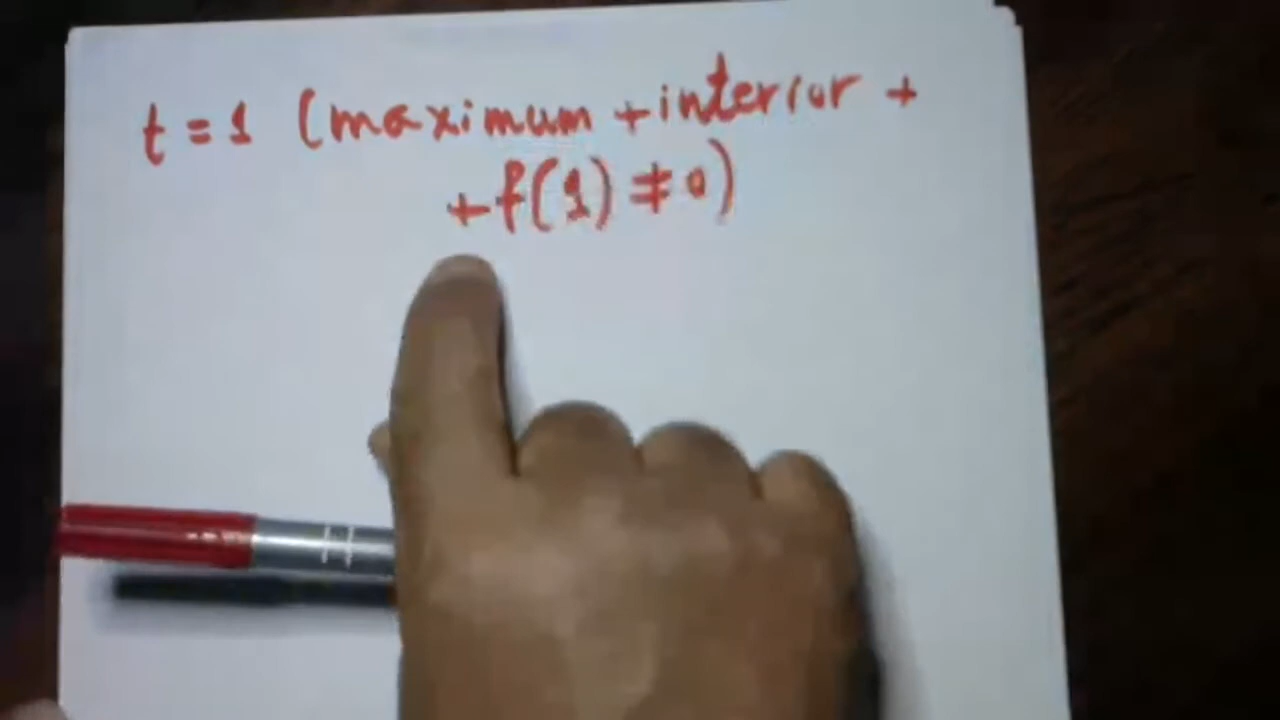 t = 1 (maximum + interior +
+ f(1) ≠ 0)